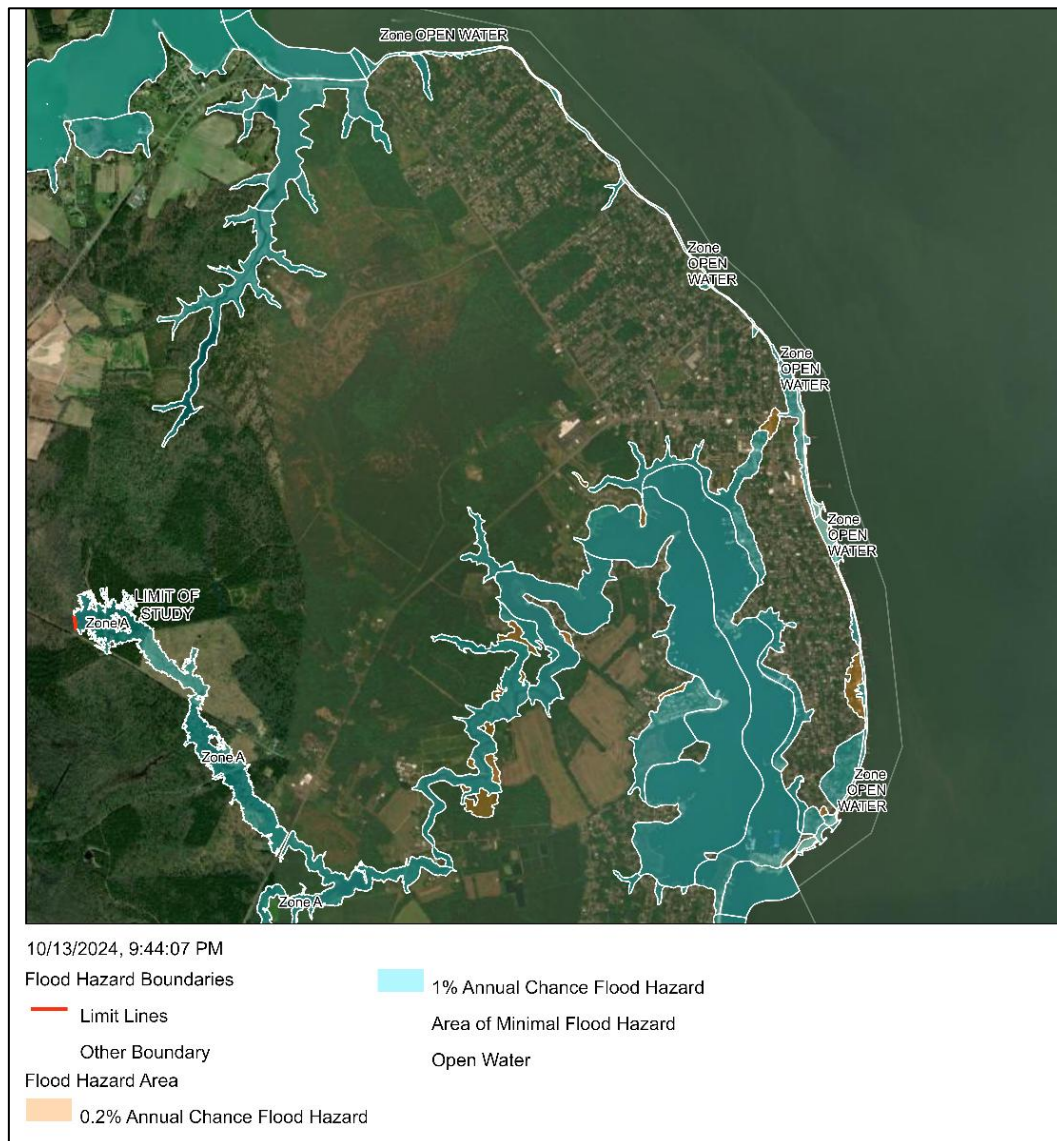 Zone OPEN WATER
Zone
OPEN
WATER
Zone
OPEN
WATER
Zone
OPEN
WATER
LIMIT OF
STUDY
Zone A
Zone A
Zone
OPEN
WATER
Zone A
10/13/2024, 9:44:07 PM
Flood Hazard Boundaries
Limit Lines
Other Boundary
Flood Hazard Area
0.2% Annual Chance Flood Hazard
1% Annual Chance Flood Hazard
Area of Minimal Flood Hazard
Open Water